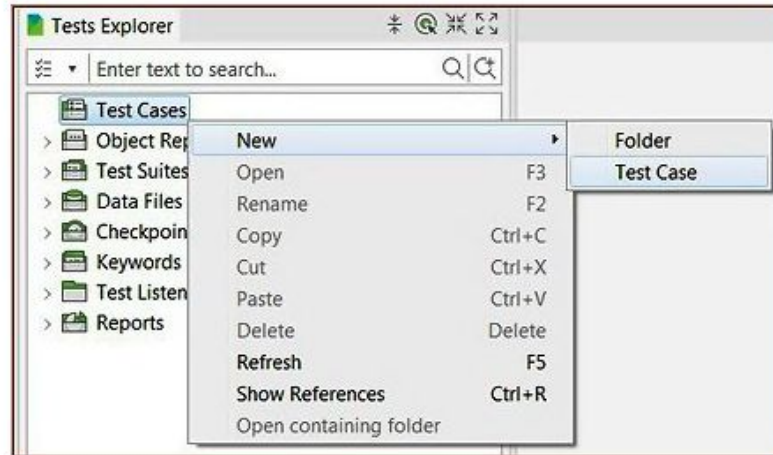 Tests Explorer
Enter text to search...
Test Cases
Object Rep
Test Suites
Data Files
Checkpoin
Keywords
Test Listen
Reports
New
Open F3
Rename F2
Copy Ctrl+C
Cut Ctrl+X
Paste Ctrl+V
Delete Delete
Refresh F5
Show References Ctrl+R
Open containing folder
Folder
Test Case